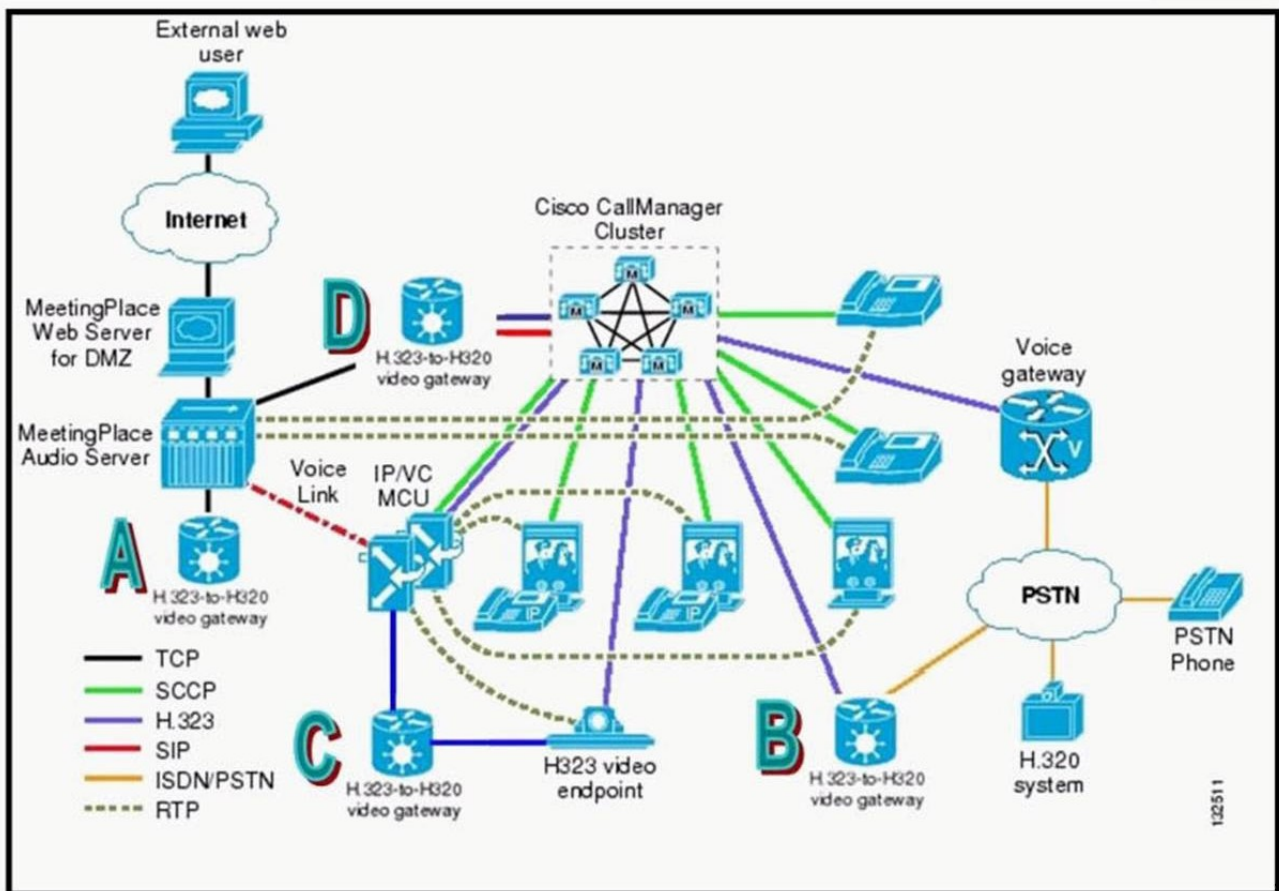 External web
user
Internet
MeetingPlace
Web Server
for DMZ
D
H.323-to-H320
video gateway
Cisco CallManager
Cluster
M
M
M
M
M
MeetingPlace
Audio Server
Voice
Link
IP/VC
MCU
Voice
gateway
V
A
H.323-to-H320
video gateway
IP
IP
PSTN
PSTN
Phone
TCP
SCCP
H.323
SIP
ISDN/PSTN
RTP
C
H.323-to-H320
video gateway
H323 video
endpoint
B
H.323-to-H320
video gateway
H.320
system
132511